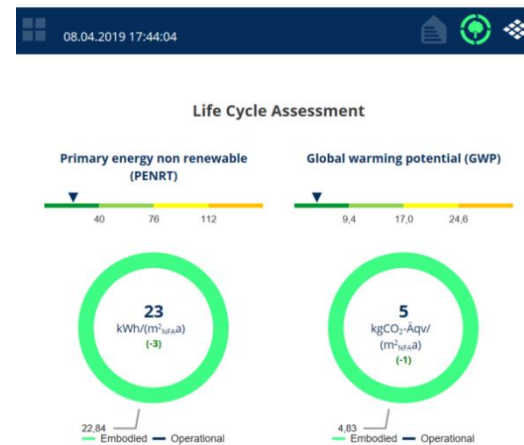 08.04.2019 17:44:04
Life Cycle Assessment
Primary energy non renewable
(PENRT)
40 76 112
23
kWh/(m²NFAa)
(-3)
22,84
Embodied Operational
Global warming potential (GWP)
9,4 17,0 24,6
5
kgCO₂-Äqv/
(m²NFAa)
(-1)
4,83
Embodied Operational